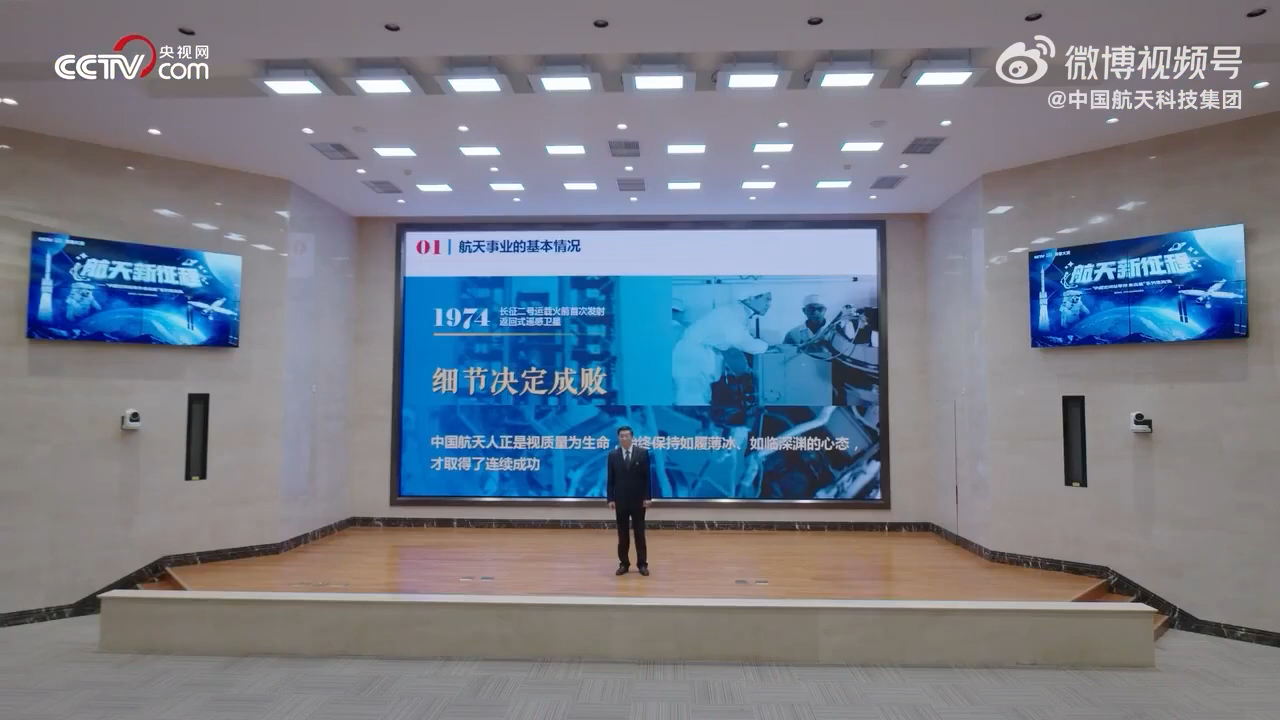 CCTV 央视网
com
微博视频号
@中国航天科技集团
01 航天事业的基本情况
1974 长征二号运载火箭首次发射
返回式遥感卫星
细节决定成败
中国航天人正是视质量为生命，始终保持如履薄冰、如临深渊的心态，
才取得了连续成功
航天新征程
航天新征程